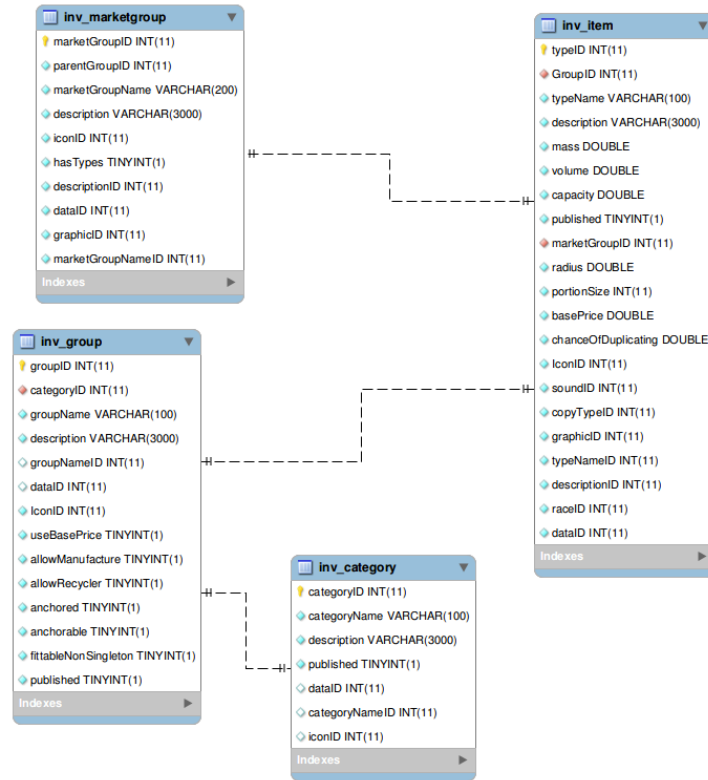 inv_marketgroup
marketGroupID INT(11)
parentGroupID INT(11)
marketGroupName VARCHAR(200)
description VARCHAR(3000)
iconID INT(11)
hasTypes TINYINT(1)
descriptionID INT(11)
dataID INT(11)
graphicID INT(11)
marketGroupNameID INT(11)
Indexes
inv_item
typeID INT(11)
GroupID INT(11)
typeName VARCHAR(100)
description VARCHAR(3000)
mass DOUBLE
volume DOUBLE
capacity DOUBLE
published TINYINT(1)
marketGroupID INT(11)
radius DOUBLE
portionSize INT(11)
basePrice DOUBLE
chanceOfDuplicating DOUBLE
IconID INT(11)
soundID INT(11)
copyTypeID INT(11)
graphicID INT(11)
typeNameID INT(11)
descriptionID INT(11)
raceID INT(11)
dataID INT(11)
Indexes
inv_group
groupID INT(11)
categoryID INT(11)
groupName VARCHAR(100)
description VARCHAR(3000)
groupNameID INT(11)
dataID INT(11)
IconID INT(11)
useBasePrice TINYINT(1)
allowManufacture TINYINT(1)
allowRecycler TINYINT(1)
anchored TINYINT(1)
anchorable TINYINT(1)
fittableNonSingleton TINYINT(1)
published TINYINT(1)
Indexes
inv_category
categoryID INT(11)
categoryName VARCHAR(100)
description VARCHAR(3000)
published TINYINT(1)
dataID INT(11)
categoryNameID INT(11)
iconID INT(11)
Indexes